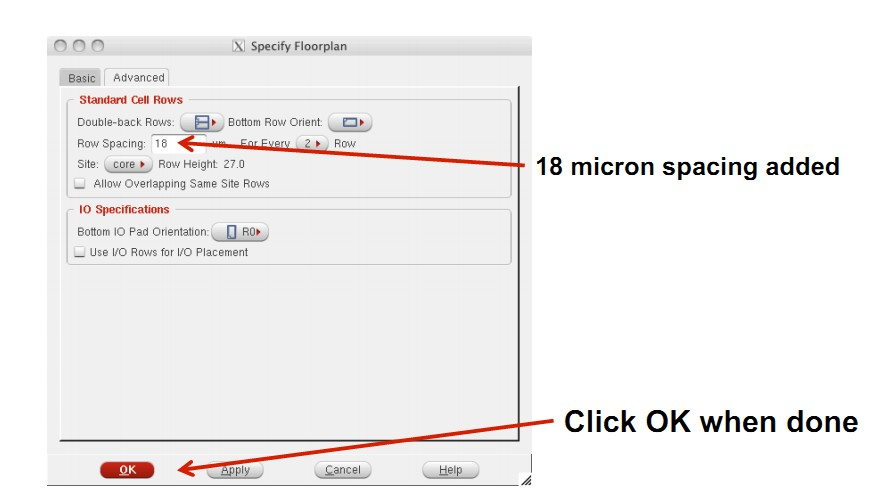 X Specify Floorplan
Basic Advanced
Standard Cell Rows
Double-back Rows: Bottom Row Orient:
Row Spacing: 18 um For Every 2 Row
18 micron spacing added
Site: core Row Height: 27.0
Allow Overlapping Same Site Rows
IO Specifications
Bottom IO Pad Orientation: R0
Use I/O Rows for I/O Placement
Click OK when done
OK Apply Cancel Help